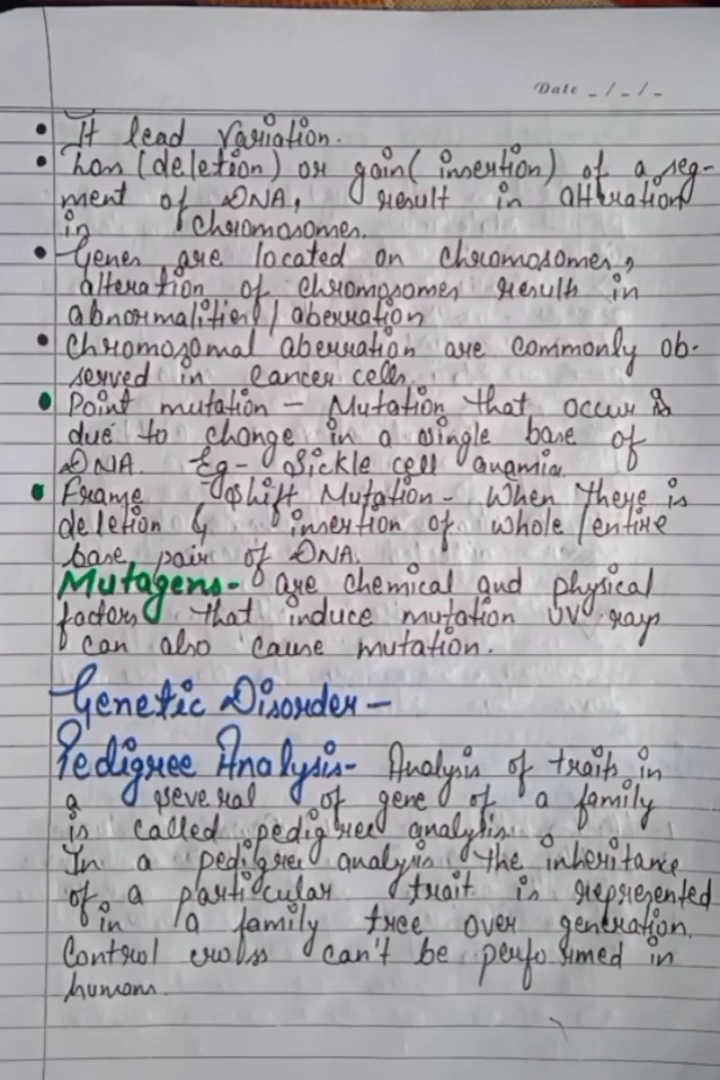 Date _ / _ / _
• It lead Variation.
• Loss (deletion) or gain( insertion) of a seg-
ment of DNA, result in alteration
in chromosomes.
• Genes are located on chromosomes,
alteration of chromosomes results in
abnormalities / aberration
• Chromosomal aberration are commonly ob-
served in cancer cells.
• Point mutation - Mutation that occur is
due to change in a single base of
DNA. Eg- Sickle cell anamia.
• Frame shift Mutation - When there is
deletion & insertion of whole / entire
base pair of DNA.
Mutagens- are chemical and physical
factors that induce mutation UV rays
can also cause mutation.
Genetic Disorder -
Pedigree Analysis- Analysis of traits in
a several of gene of a family
is called pedigree analysis.
In a pedigree analysis the inheritance
of a particular trait is represented
in a family tree over generation.
Control cross can't be performed in
humans.